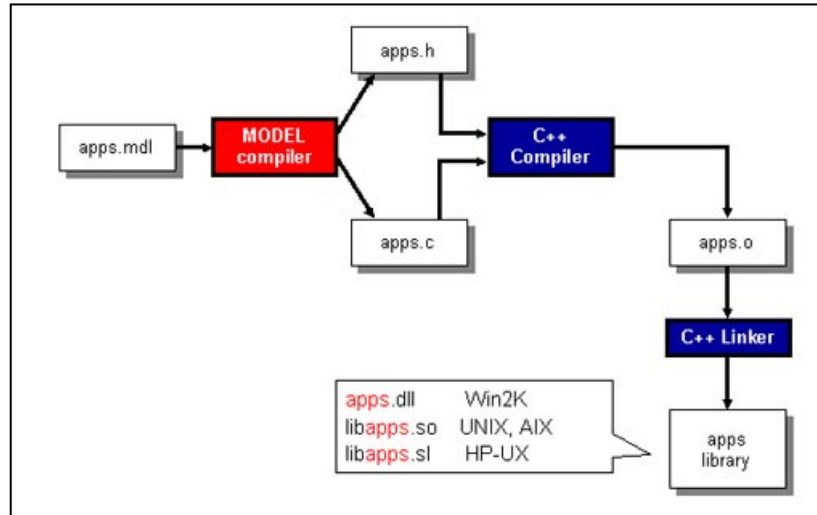 apps.h
apps.mdl
MODEL
compiler
C++
Compiler
apps.c
apps.o
C++ Linker
apps.dll Win2K
libapps.so UNIX, AIX
libapps.sl HP-UX
apps
library